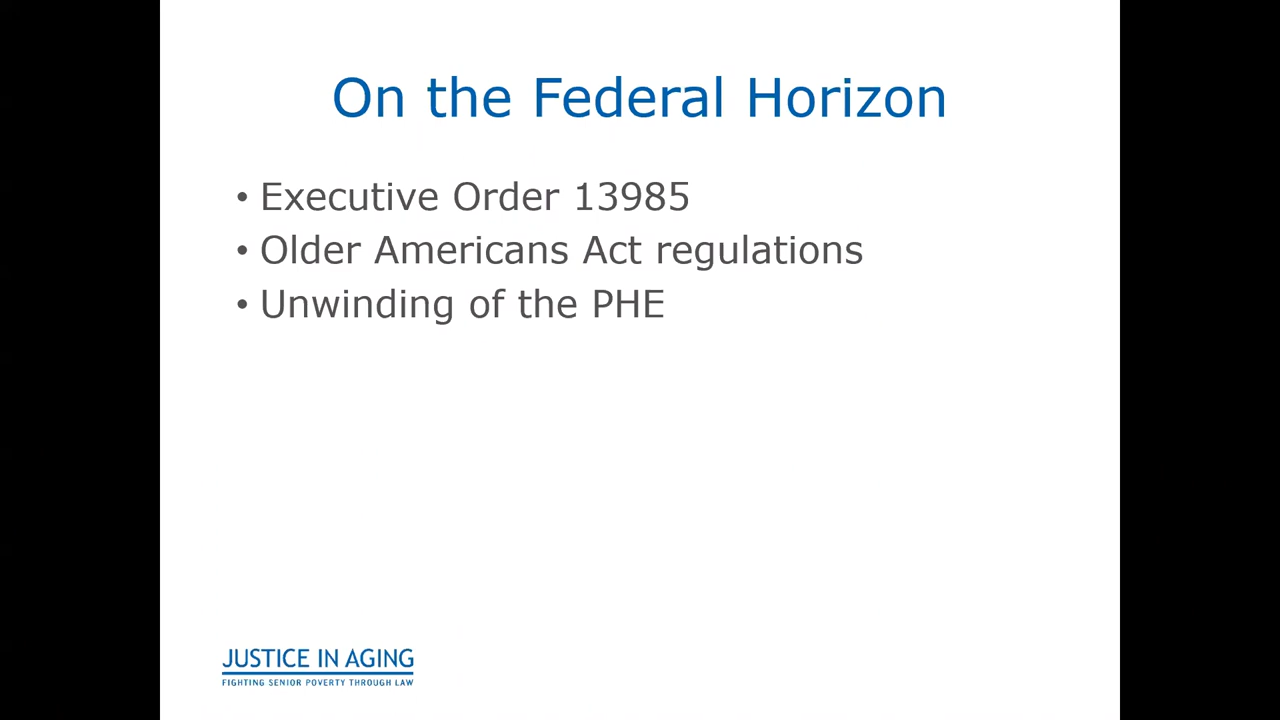 On the Federal Horizon
• Executive Order 13985
• Older Americans Act regulations
• Unwinding of the PHE
JUSTICE IN AGING
FIGHTING SENIOR POVERTY THROUGH LAW